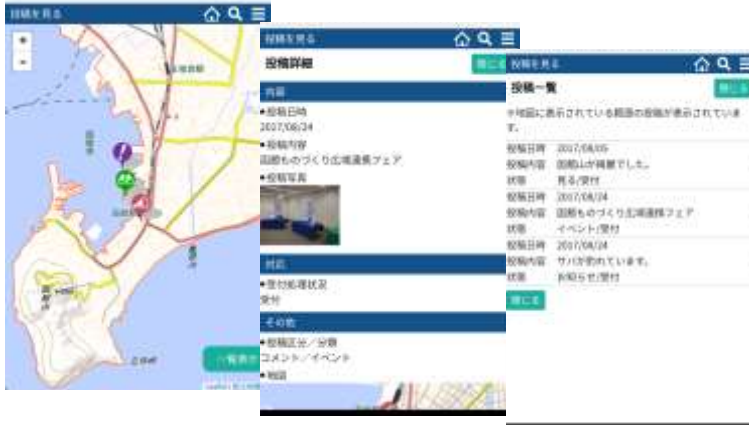 投稿を見る
+
-
一覧表示
投稿を見る
投稿詳細
閉じる
内容
●投稿日時
2017/08/24
●投稿内容
函館ものづくり広域連携フェア
●投稿写真
対応
●受付処理状況
受付
その他
●投稿区分／分類
コメント／イベント
●地図
投稿を見る
投稿一覧
閉じる
※地図に表示されている範囲の投稿が表示されていま
す。
投稿日時 2017/09/05
投稿内容 函館山が綺麗でした。
状態 見る/受付
投稿日時 2017/08/24
投稿内容 函館ものづくり広域連携フェア
状態 イベント/受付
投稿日時 2017/08/24
投稿内容 サバが釣れています。
状態 お知らせ/受付
閉じる